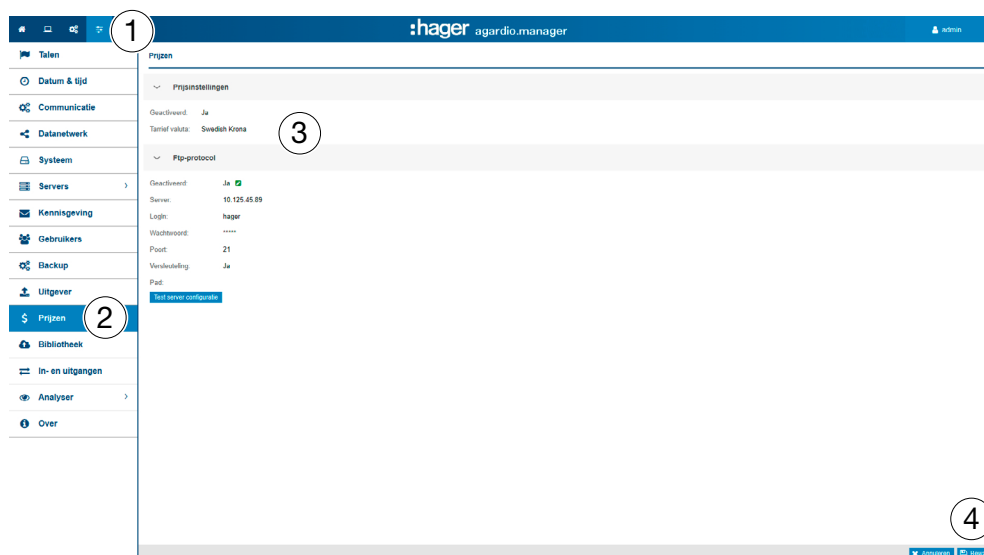 1
:hager agardio.manager
admin
Talen
Datum & tijd
Communicatie
Datanetwerk
Systeem
Servers
Kennisgeving
Gebruikers
Backup
Uitgever
$ Prijzen
2
Bibliotheek
In- en uitgangen
Analyser
Over
Prijzen
Prijsinstellingen
Geactiveerd: Ja
Tarrief valuta: Swedish Krona
3
Ftp-protocol
Geactiveerd: Ja
Server: 10.125.45.89
Login: hager
Wachtwoord: *****
Poort: 21
Versleuteling: Ja
Pad:
Test server configuratie
4
Annuleren